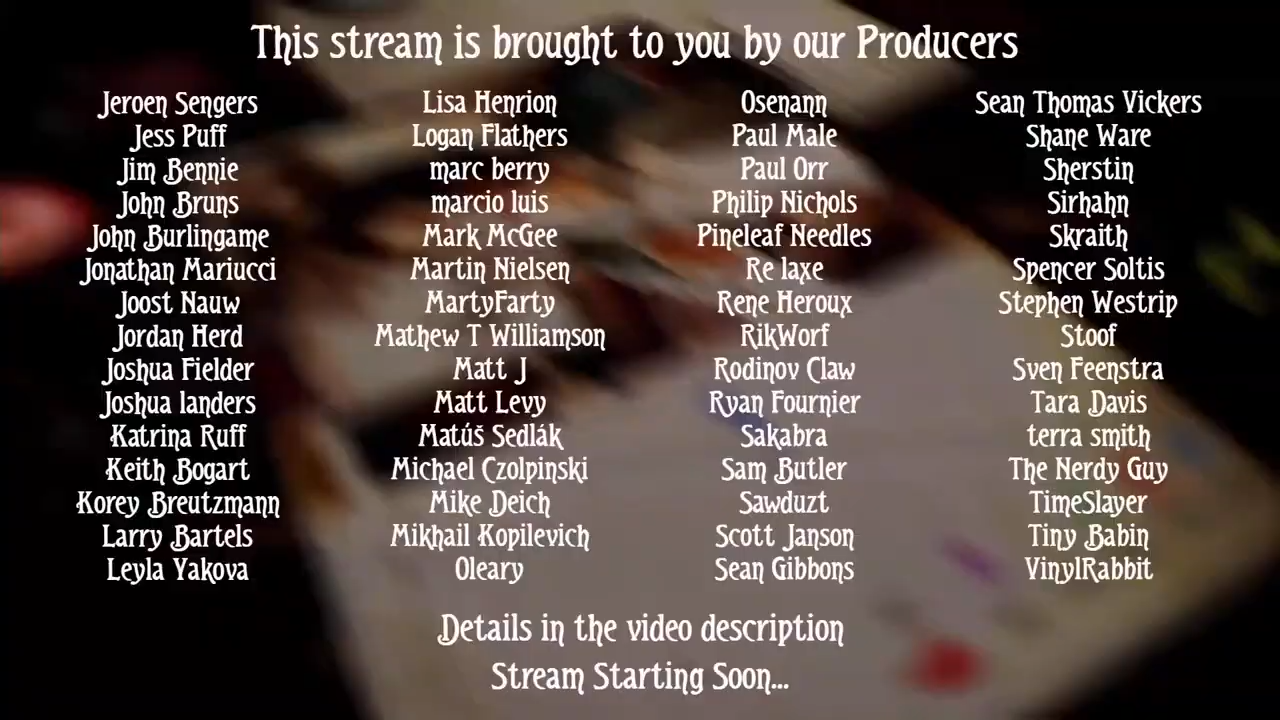 This stream is brought to you by our Producers
Jeroen Sengers
Jess Puff
Jim Bennie
John Bruns
John Burlingame
Jonathan Mariucci
Joost Nauw
Jordan Herd
Joshua Fielder
Joshua landers
Katrina Ruff
Keith Bogart
Korey Breutzmann
Larry Bartels
Leyla Yakova
Lisa Henrion
Logan Flathers
marc berry
marcio luis
Mark McGee
Martin Nielsen
MartyFarty
Mathew T Williamson
Matt J
Matt Levy
Matúš Sedlák
Michael Czolpinski
Mike Deich
Mikhail Kopilevich
Oleary
Osenann
Paul Male
Paul Orr
Philip Nichols
Pineleaf Needles
Re laxe
Rene Heroux
RikWorf
Rodinov Claw
Ryan Fournier
Sakabra
Sam Butler
Sawduzt
Scott Janson
Sean Gibbons
Sean Thomas Vickers
Shane Ware
Sherstin
Sirhahn
Skraith
Spencer Soltis
Stephen Westrip
Stoof
Sven Feenstra
Tara Davis
terra smith
The Nerdy Guy
TimeSlayer
Tiny Babin
VinylRabbit
Details in the video description
Stream Starting Soon...